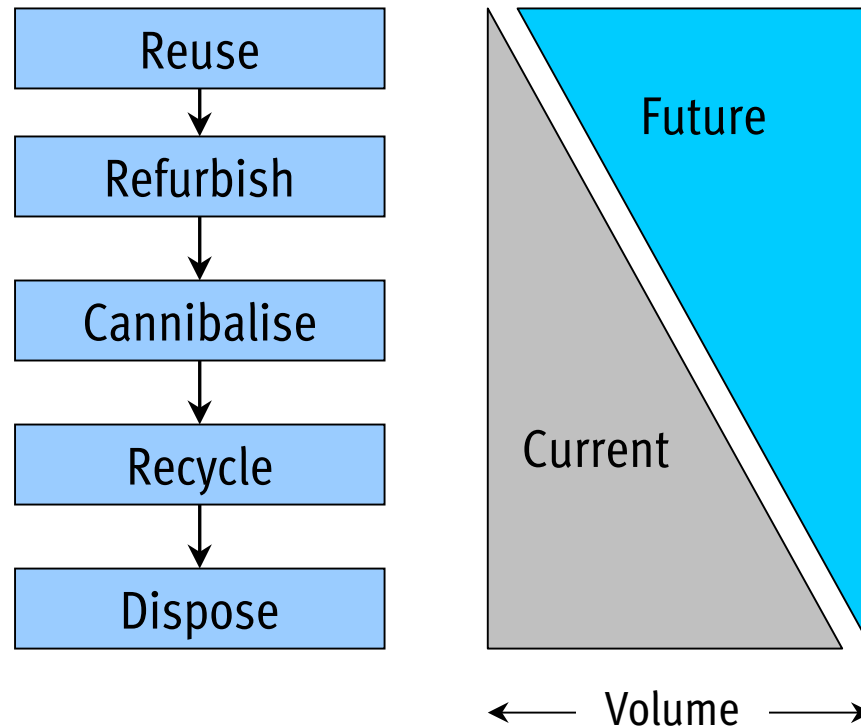 Reuse
Refurbish
Cannibalise
Recycle
Dispose
Future
Current
Volume